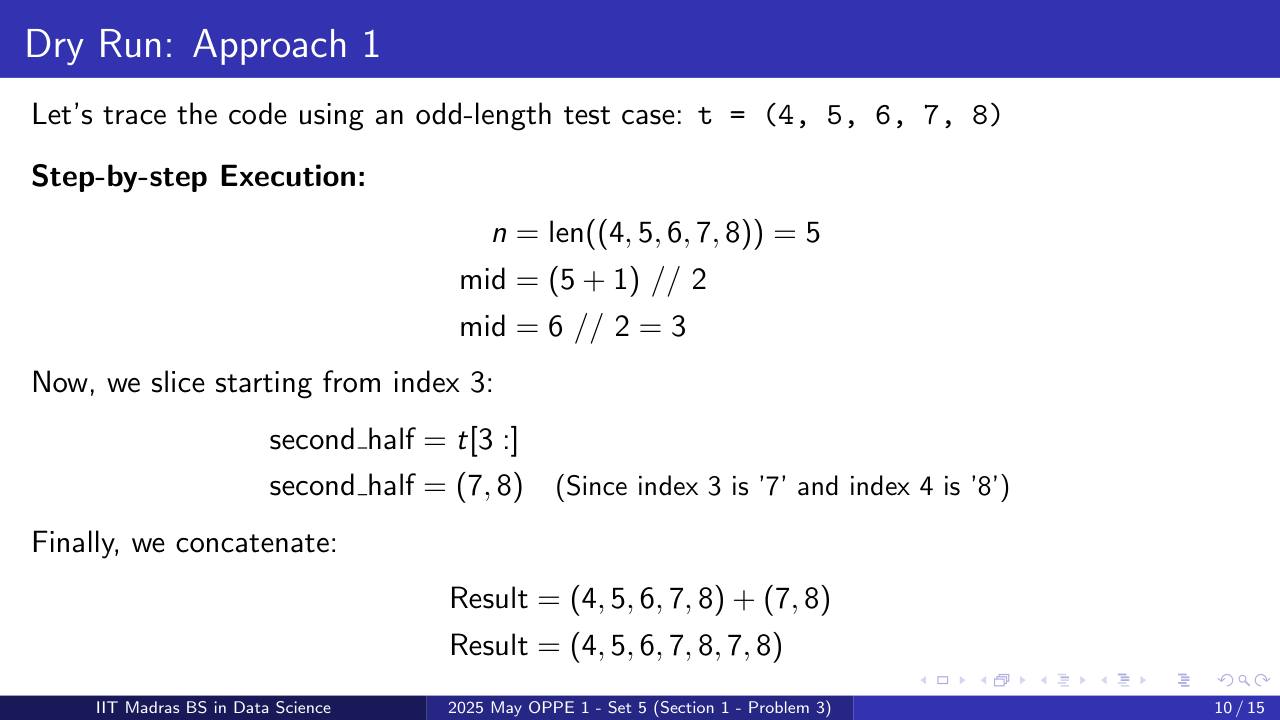 Dry Run: Approach 1
Let's trace the code using an odd-length test case: t = (4, 5, 6, 7, 8)
Step-by-step Execution:
n = len((4, 5, 6, 7, 8)) = 5
mid = (5 + 1) // 2
mid = 6 // 2 = 3
Now, we slice starting from index 3:
second_half = t[3 :]
second_half = (7, 8) (Since index 3 is '7' and index 4 is '8')
Finally, we concatenate:
Result = (4, 5, 6, 7, 8) + (7, 8)
Result = (4, 5, 6, 7, 8, 7, 8)
IIT Madras BS in Data Science 2025 May OPPE 1 - Set 5 (Section 1 - Problem 3) 10 / 15